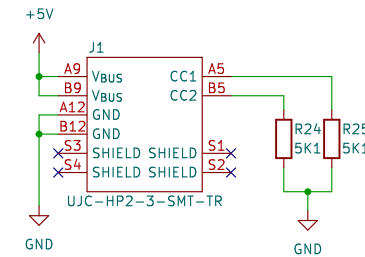 +5V
J1
A9 VBUS CC1 A5
B9 VBUS CC2 B5
A12 GND
B12 GND
S3 SHIELD SHIELD S1
S4 SHIELD SHIELD S2
UJC-HP2-3-SMT-TR
R24 R25
5K1 5K1
GND
GND